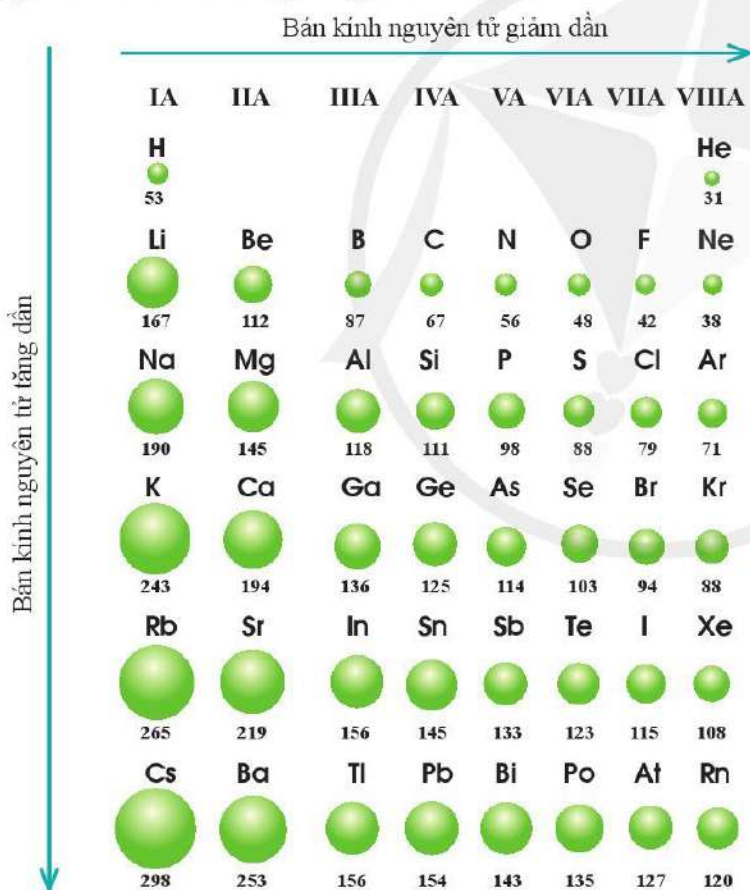 Bán kính nguyên tử giảm dần
Bán kính nguyên tử tăng dần
IA IIA IIIA IVA VA VIA VIIA VIIIA
H He
53 31
Li Be B C N O F Ne
167 112 87 67 56 48 42 38
Na Mg Al Si P S Cl Ar
190 145 118 111 98 88 79 71
K Ca Ga Ge As Se Br Kr
243 194 136 125 114 103 94 88
Rb Sr In Sn Sb Te I Xe
265 219 156 145 133 123 115 108
Cs Ba Tl Pb Bi Po At Rn
298 253 156 154 143 135 127 120